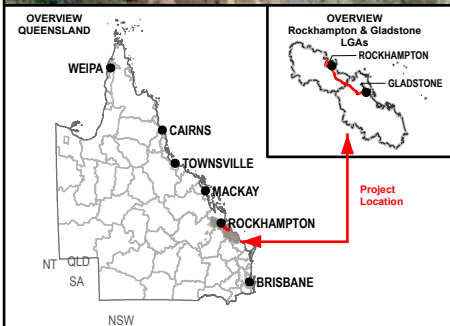 OVERVIEW
QUEENSLAND
WEIPA
CAIRNS
TOWNSVILLE
MACKAY
ROCKHAMPTON
BRISBANE
NT
QLD
SA
NSW
OVERVIEW
Rockhampton & Gladstone
LGAs
ROCKHAMPTON
GLADSTONE
Project
Location